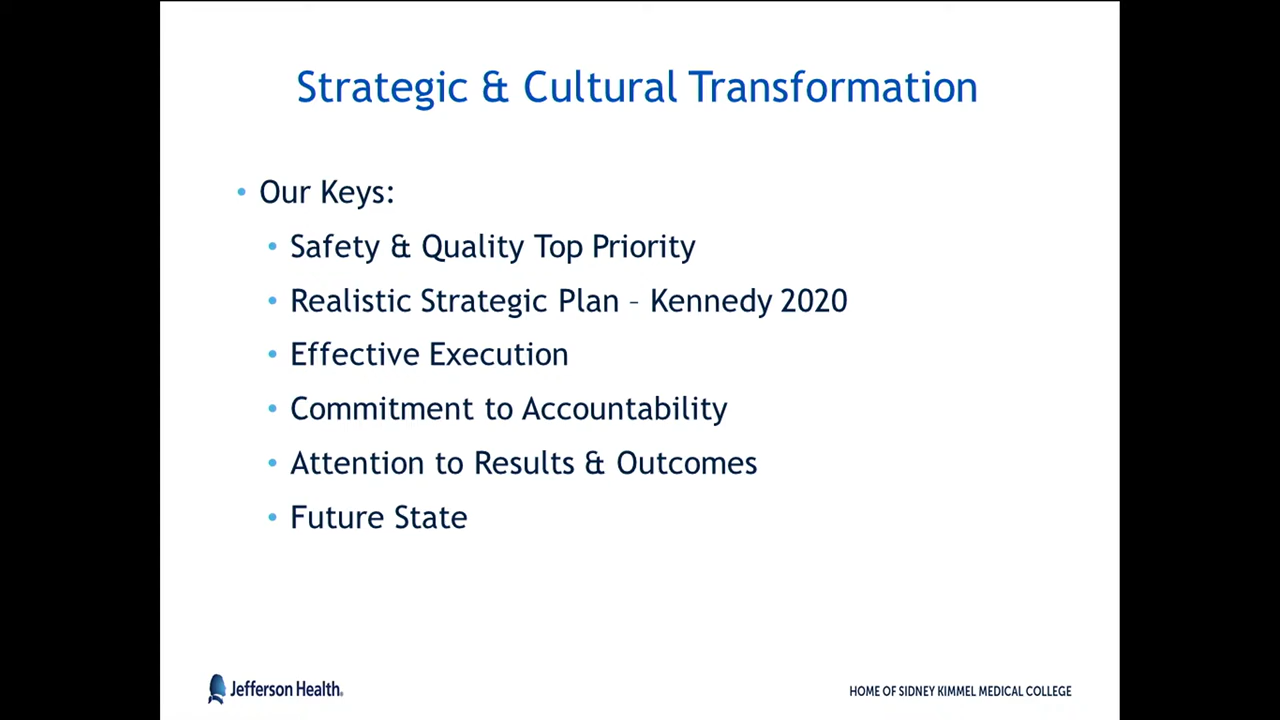 Strategic & Cultural Transformation
• Our Keys:
• Safety & Quality Top Priority
• Realistic Strategic Plan – Kennedy 2020
• Effective Execution
• Commitment to Accountability
• Attention to Results & Outcomes
• Future State
Jefferson Health®
HOME OF SIDNEY KIMMEL MEDICAL COLLEGE